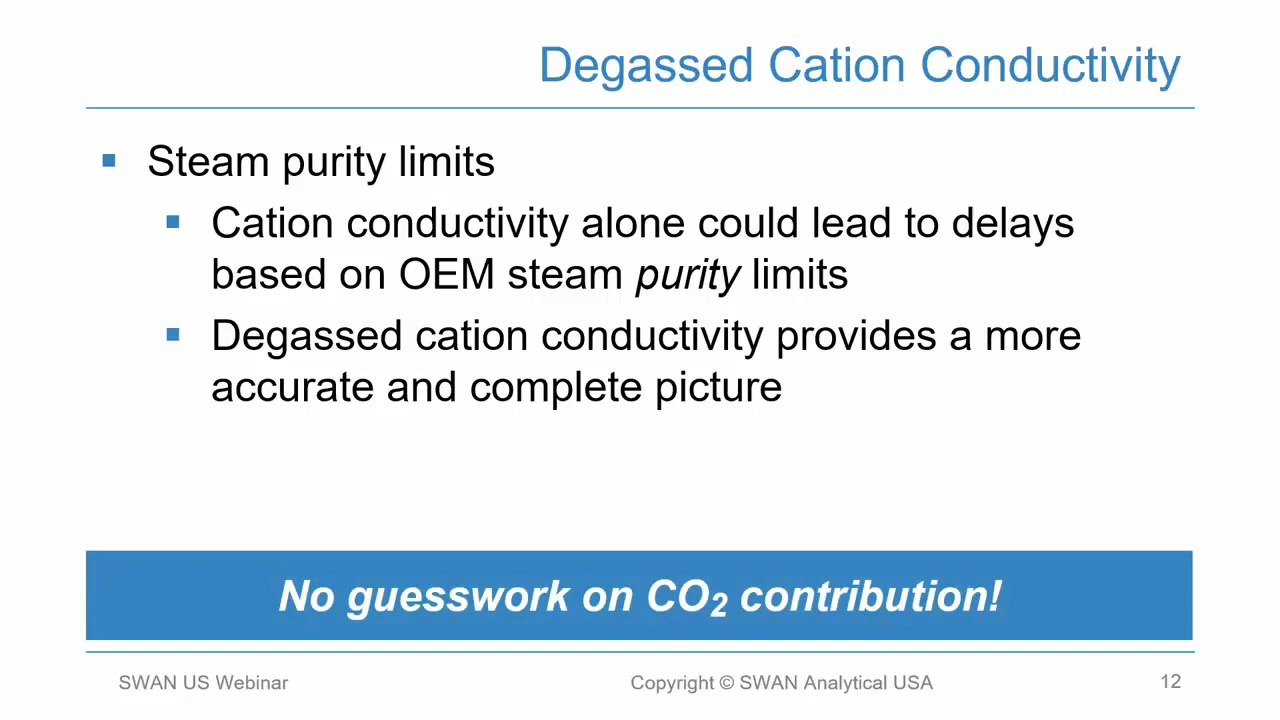 Degassed Cation Conductivity
▪ Steam purity limits
▪ Cation conductivity alone could lead to delays
based on OEM steam purity limits
▪ Degassed cation conductivity provides a more
accurate and complete picture
No guesswork on CO₂ contribution!
SWAN US Webinar
Copyright © SWAN Analytical USA
12